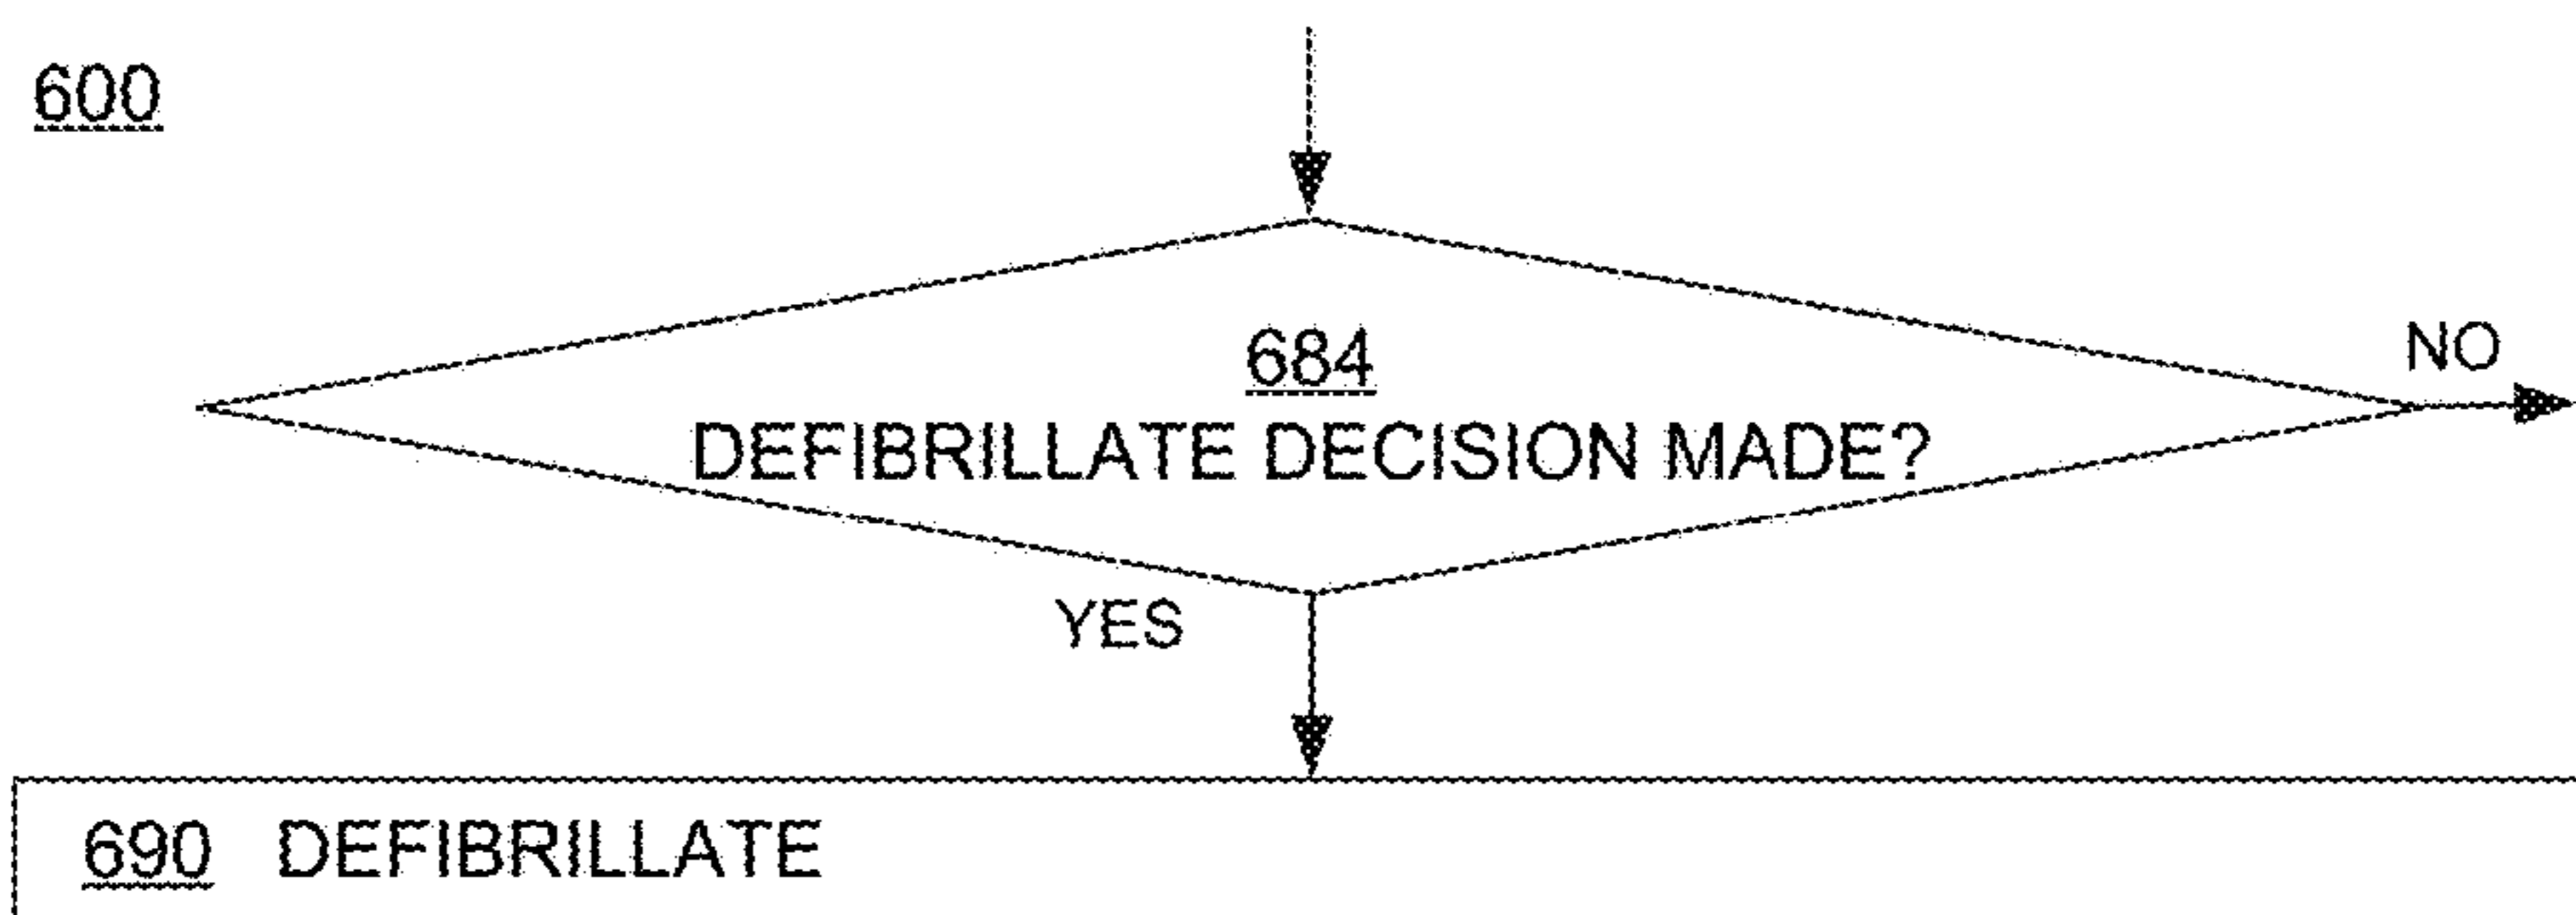 600
684
NO
DEFIBRILLATE DECISION MADE?
YES
690 DEFIBRILLATE